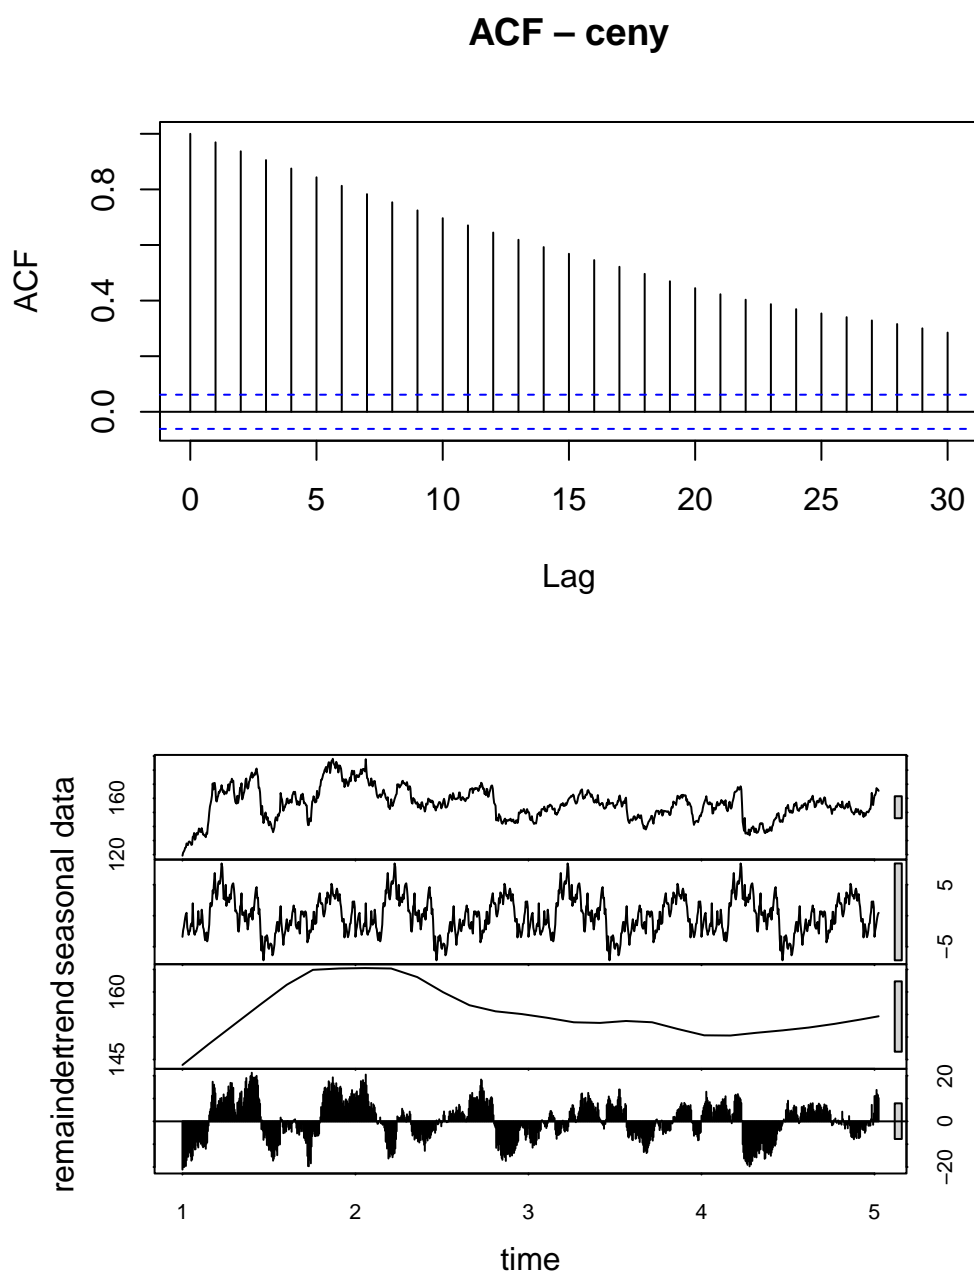 ACF – ceny
ACF
0.0 0.4 0.8
0 5 10 15 20 25 30
Lag
data
120 160
seasonal
−5 5
trend
145 160
remainder
−20 0 20
1 2 3 4 5
time